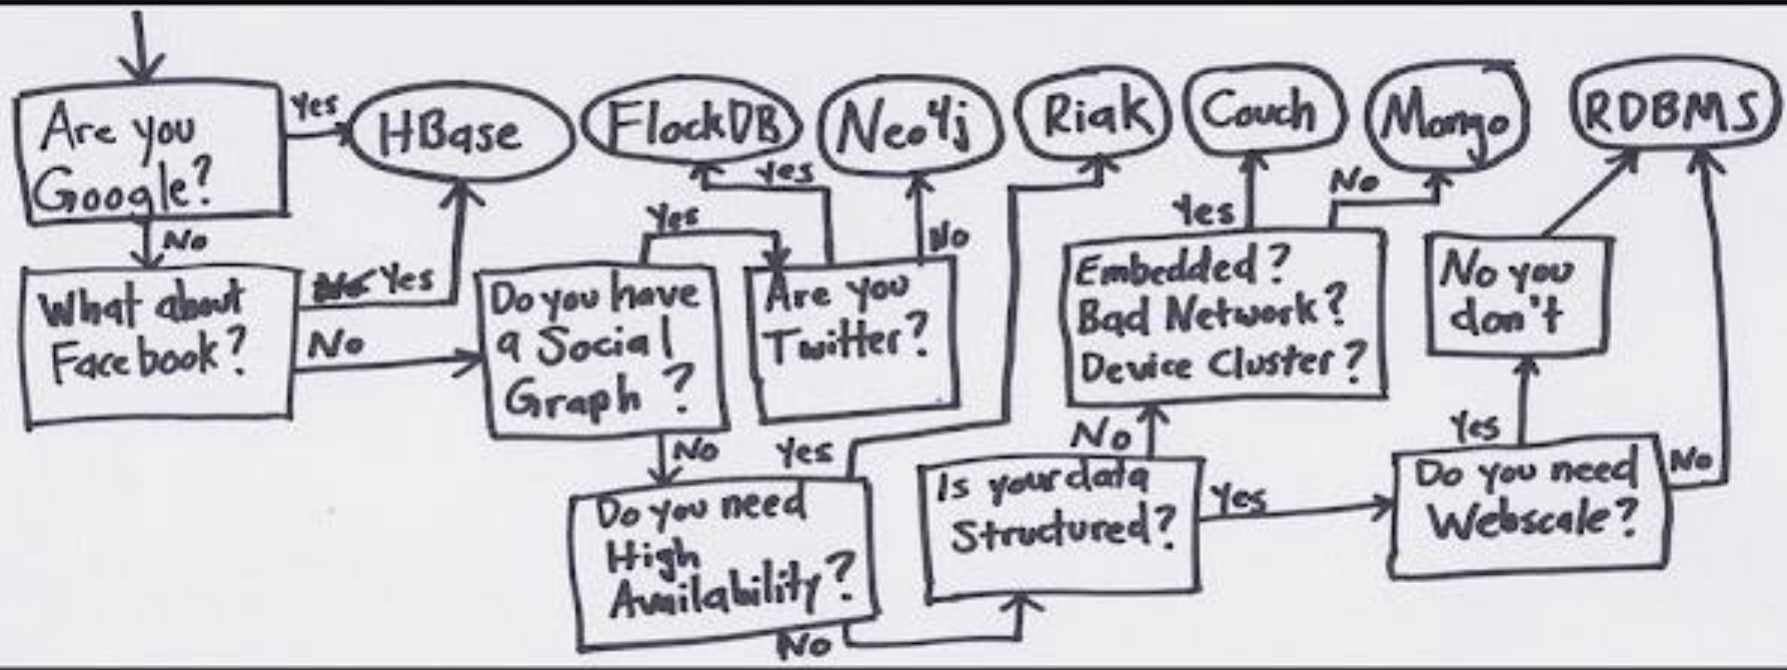 Are you
Google?
Yes
HBase
FlockDB
Neo4j
Riak
Couch
Mongo
RDBMS
No
What about
Facebook?
Yes
No
Do you have
a Social
Graph?
Yes
Are you
Twitter?
Yes
No
No
Do you need
High
Availability?
Yes
No
Is your data
Structured?
No
Yes
Embedded?
Bad Network?
Device Cluster?
Yes
No
Do you need
Webscale?
Yes
No
No you
don't